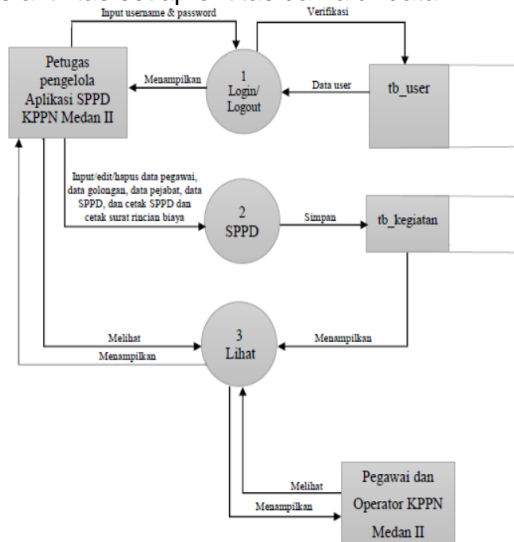 Input username & password
Verifikasi
Petugas
pengelola
Aplikasi SPPD
KPPN Medan II
Menampilkan
1
Login/
Logout
Data user
tb_user
Input/edit/hapus data pegawai,
data golongan, data pejabat, data
SPPD, dan cetak SPPD dan
cetak surat rincian biaya
2
SPPD
Simpan
tb_kegiatan
Melihat
Menampilkan
3
Lihat
Menampilkan
Melihat
Menampilkan
Pegawai dan
Operator KPPN
Medan II